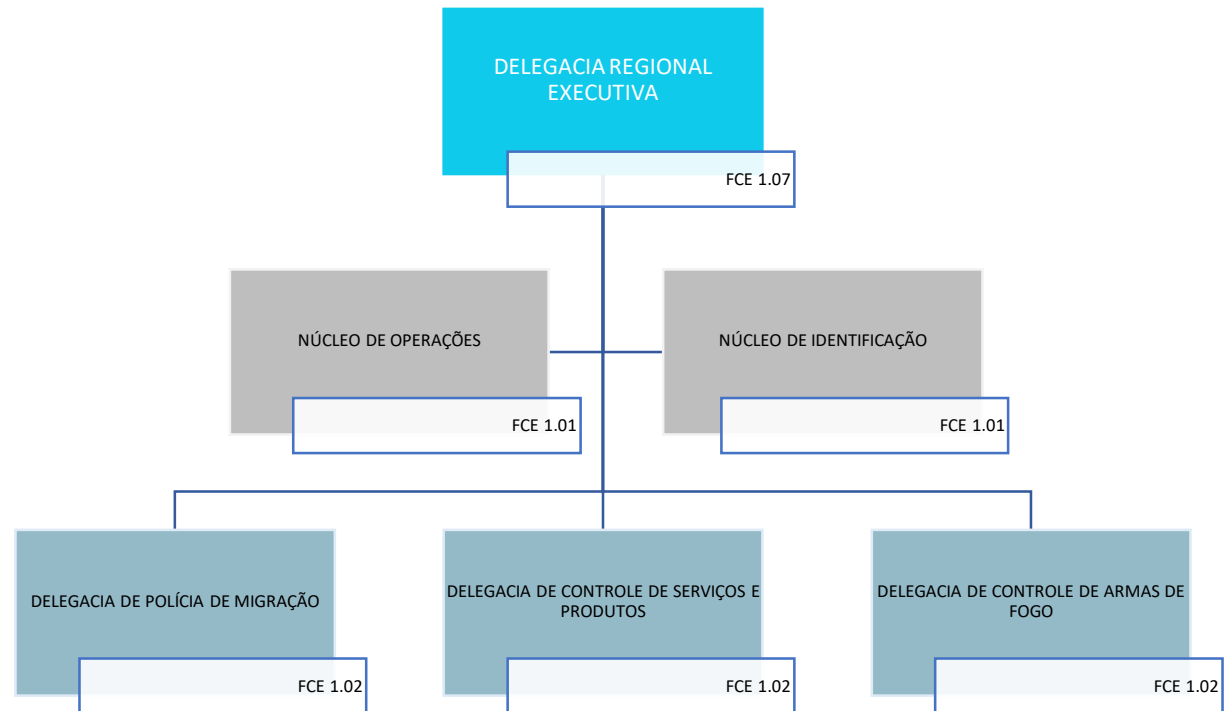 DELEGACIA REGIONAL
EXECUTIVA
FCE 1.07
NÚCLEO DE OPERAÇÕES
FCE 1.01
NÚCLEO DE IDENTIFICAÇÃO
FCE 1.01
DELEGACIA DE POLÍCIA DE MIGRAÇÃO
FCE 1.02
DELEGACIA DE CONTROLE DE SERVIÇOS E
PRODUTOS
FCE 1.02
DELEGACIA DE CONTROLE DE ARMAS DE
FOGO
FCE 1.02